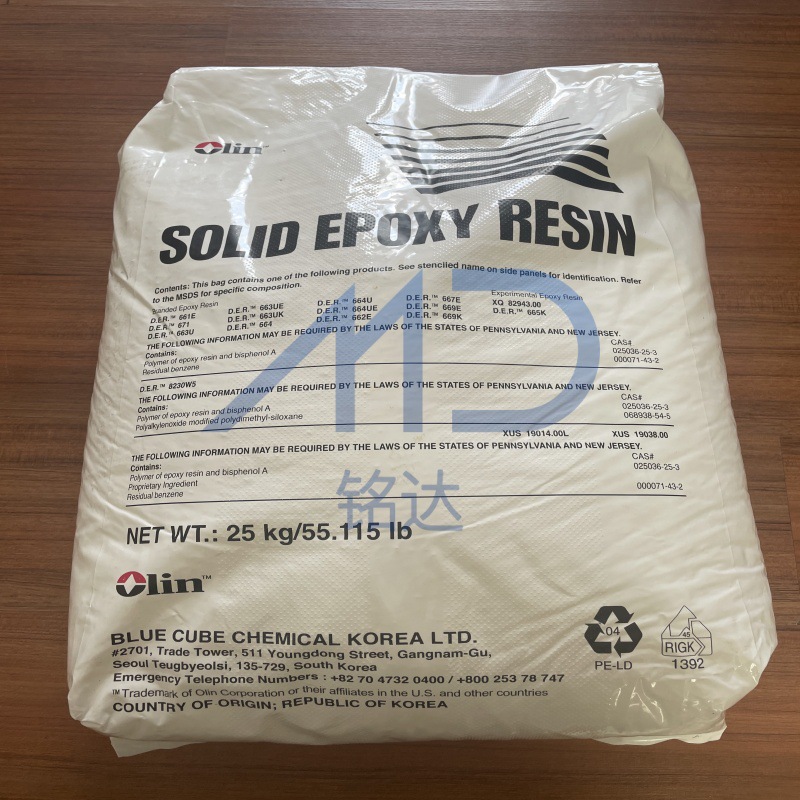 Olin™
SOLID EPOXY RESIN
Contents: This bag contains one of the following products. See stenciled name on side panels for identification. Refer
to the MSDS for specific composition.
Branded Epoxy Resin
Experimental Epoxy Resin
D.E.R.™ 661E D.E.R.™ 663UE D.E.R.™ 664U D.E.R.™ 667E XQ 82943.00
D.E.R.™ 671 D.E.R.™ 663UK D.E.R.™ 664UE D.E.R.™ 669E D.E.R.™ 665K
D.E.R.™ 663U D.E.R.™ 664 D.E.R.™ 662E D.E.R.™ 669K
THE FOLLOWING INFORMATION MAY BE REQUIRED BY THE LAWS OF THE STATES OF PENNSYLVANIA AND NEW JERSEY.
Contains: CAS#
Polymer of epoxy resin and bisphenol A 025036-25-3
Residual benzene 000071-43-2
D.E.R.™ 8230W5
THE FOLLOWING INFORMATION MAY BE REQUIRED BY THE LAWS OF THE STATES OF PENNSYLVANIA AND NEW JERSEY.
Contains: CAS#
Polymer of epoxy resin and bisphenol A 025036-25-3
Polyalkylenoxide modified polydimethyl-siloxane 068938-54-5
XUS 19014.00L XUS 19038.00
THE FOLLOWING INFORMATION MAY BE REQUIRED BY THE LAWS OF THE STATES OF PENNSYLVANIA AND NEW JERSEY.
Contains: CAS#
Polymer of epoxy resin and bisphenol A 025036-25-3
Proprietary Ingredient
Residual benzene 000071-43-2
MD
铭达
NET WT.: 25 kg/55.115 lb
Olin™
BLUE CUBE CHEMICAL KOREA LTD.
#2701, Trade Tower, 511 Youngdong Street, Gangnam-Gu,
Seoul Teugbyeolsi, 135-729, South Korea
Emergency Telephone Numbers : +82 70 4732 0400 / +800 253 78 747
™Trademark of Olin Corporation or their affiliates in the U.S. and other countries
COUNTRY OF ORIGIN; REPUBLIC OF KOREA
04
PE-LD
45
RIGK
1392